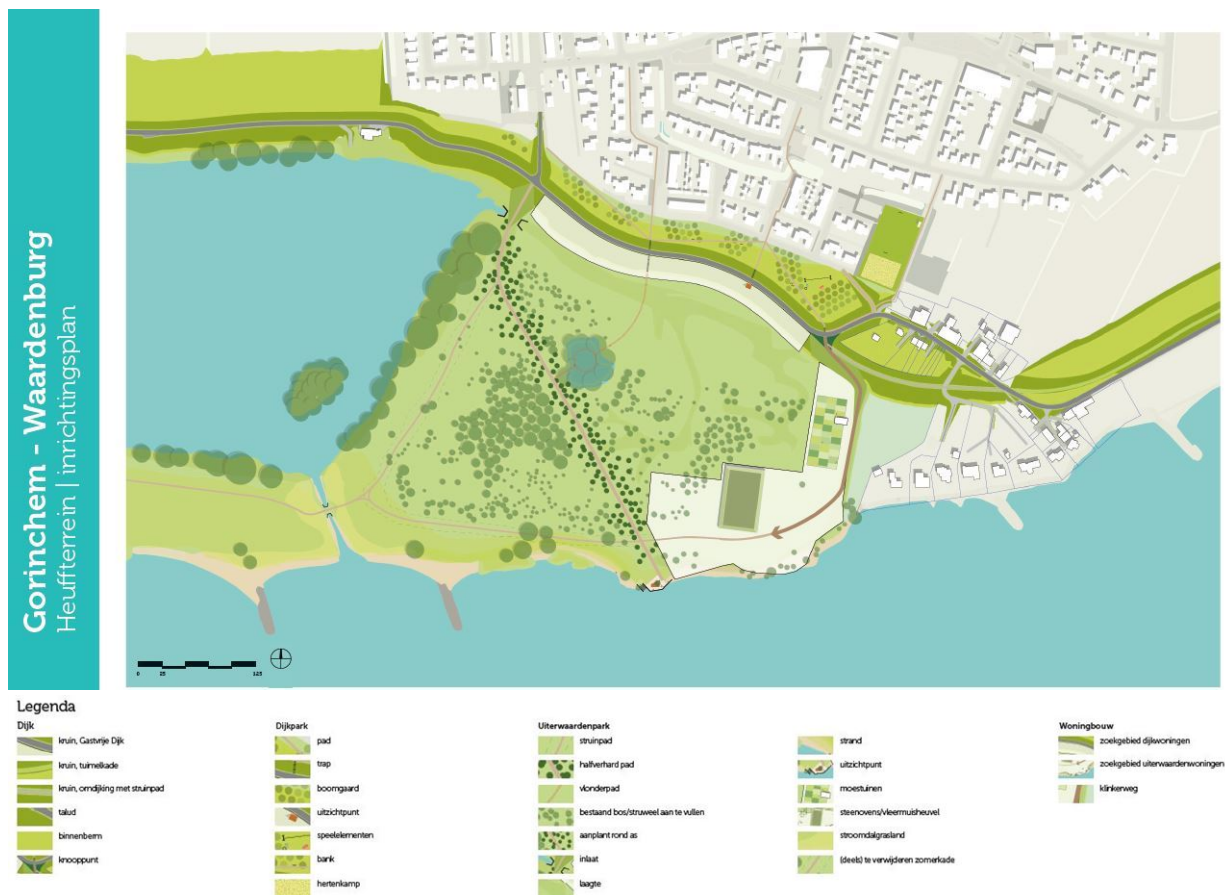 Gorinchem - Waardenburg
Heuffterrein | inrichtingsplan
0 25 125
Legenda
Dijk
kruin, Gastvrije Dijk
kruin, tuimelkade
kruin, omdijking met struinpad
talud
binnenberm
knooppunt
Dijkpark
pad
trap
boomgaard
uitzichtpunt
speelelementen
bank
hertenkamp
Uiterwaardenpark
struinpad
halfverhard pad
vlonderpad
bestaand bos/struweel aan te vullen
aanplant rond as
inlaat
laagte
strand
uitzichtpunt
moestuinen
steenovens/vleermuisheuvel
stroomdalgrasland
(deels) te verwijderen zomerkade
Woningbouw
zoekgebied dijkwoningen
zoekgebied uiterwaardenwoningen
klinkerweg